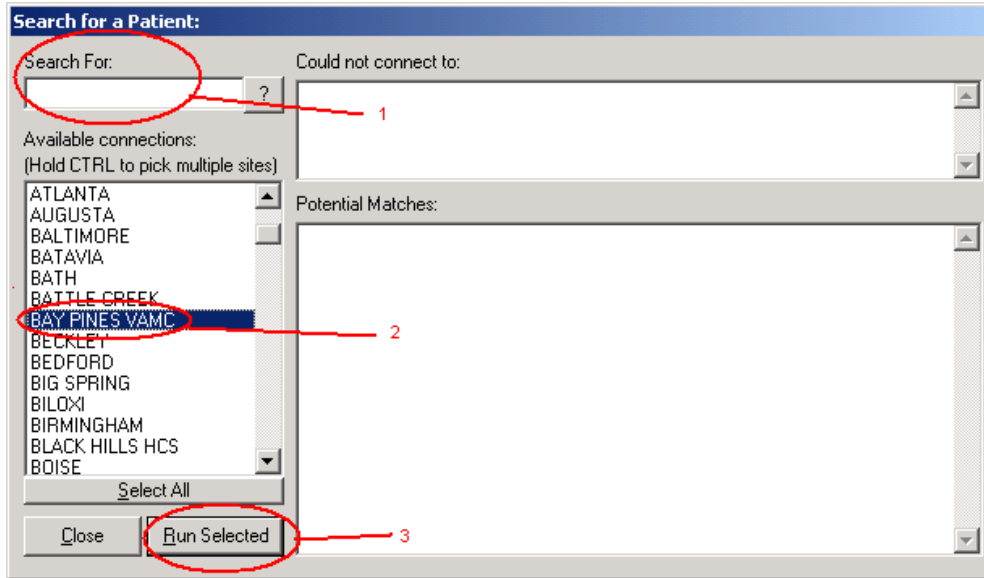 Search for a Patient:
Search For:
?
1
Available connections:
(Hold CTRL to pick multiple sites)
ATLANTA
AUGUSTA
BALTIMORE
BATAVIA
BATH
BATTLE CREEK
BAY PINES VAMC
2
BECKLEY
BEDFORD
BIG SPRING
BILOXI
BIRMINGHAM
BLACK HILLS HCS
BOISE
Select All
Close
Run Selected
3
Could not connect to:
Potential Matches: